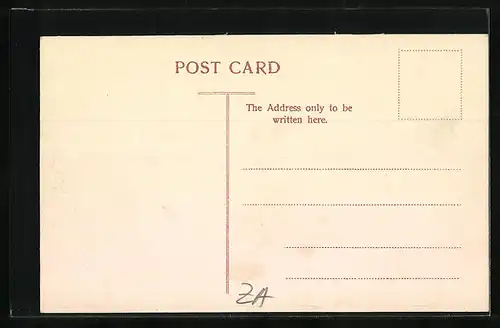 POST CARD
The Address only to be
written here.
ZA